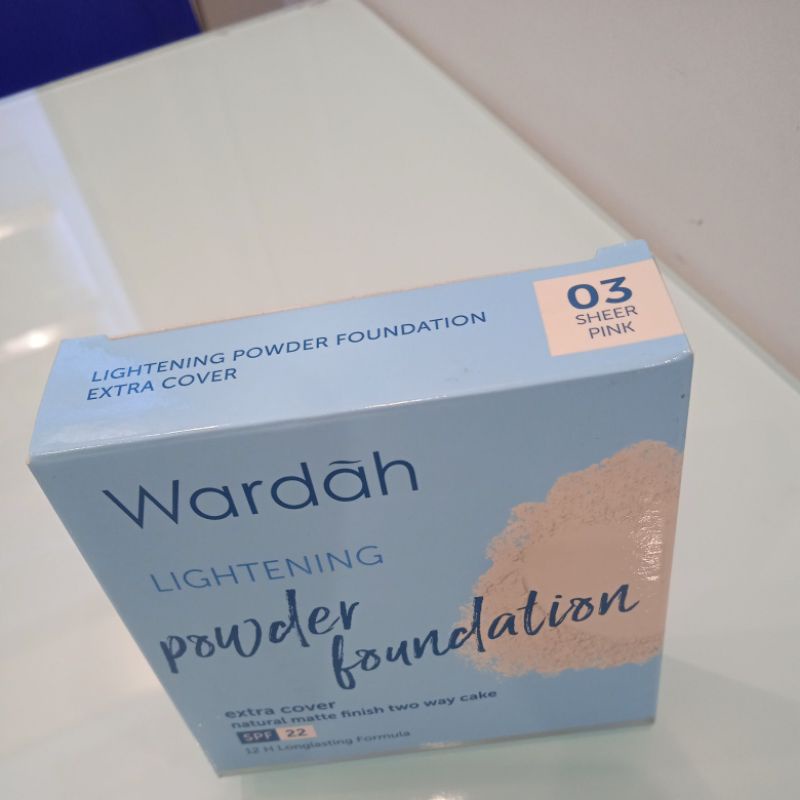 LIGHTENING POWDER FOUNDATION
EXTRA COVER
03
SHEER
PINK
Wardāh
LIGHTENING
powder
foundation
extra cover
natural matte finish two way cake
SPF 22
12 H Longlasting Formula